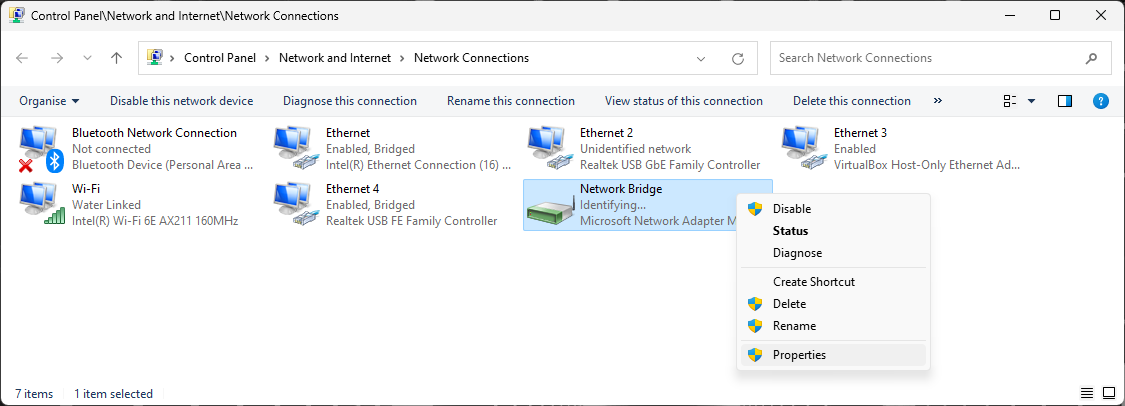 Control Panel\Network and Internet\Network Connections
Control Panel > Network and Internet > Network Connections
Search Network Connections
Organise Disable this network device Diagnose this connection Rename this connection View status of this connection Delete this connection »
Bluetooth Network Connection
Not connected
Bluetooth Device (Personal Area ...
Ethernet
Enabled, Bridged
Intel(R) Ethernet Connection (16) ...
Ethernet 2
Unidentified network
Realtek USB GbE Family Controller
Ethernet 3
Enabled
VirtualBox Host-Only Ethernet Ad...
Wi-Fi
Water Linked
Intel(R) Wi-Fi 6E AX211 160MHz
Ethernet 4
Enabled, Bridged
Realtek USB FE Family Controller
Network Bridge
Identifying...
Microsoft Network Adapter M
Disable
Status
Diagnose
Create Shortcut
Delete
Rename
Properties
7 items 1 item selected